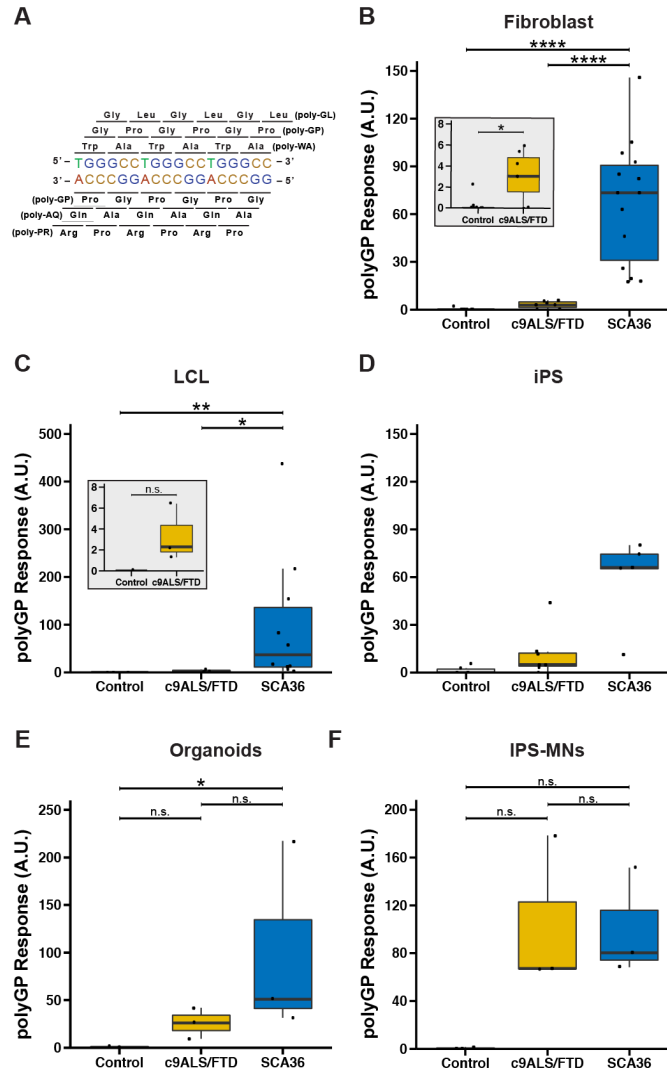 A
Gly Leu Gly Leu Gly Leu (poly-GL)
Gly Pro Gly Pro Gly Pro (poly-GP)
Trp Ala Trp Ala Trp Ala (poly-WA)
5' – TGGGCCTGGGCCTGGGCC – 3'
3' – ACCCGGACCCGGACCCGG – 5'
(poly-GP) Pro Gly Pro Gly Pro Gly
(poly-AQ) Gln Ala Gln Ala Gln Ala
(poly-PR) Arg Pro Arg Pro Arg Pro
B
Fibroblast
****
****
polyGP Response (A.U.)
150
120
90
60
30
0
8
6
4
2
0
*
Control c9ALS/FTD
Control c9ALS/FTD SCA36
C
LCL
**
*
polyGP Response (A.U.)
500
400
300
200
100
0
8
6
4
2
0
n.s.
Control c9ALS/FTD
Control c9ALS/FTD SCA36
D
iPS
polyGP Response (A.U.)
150
120
90
60
30
0
Control c9ALS/FTD SCA36
E
Organoids
*
n.s.
n.s.
polyGP Response (A.U.)
250
200
150
100
50
0
Control c9ALS/FTD SCA36
F
IPS-MNs
n.s.
n.s.
n.s.
polyGP Response (A.U.)
200
160
120
80
40
0
Control c9ALS/FTD SCA36